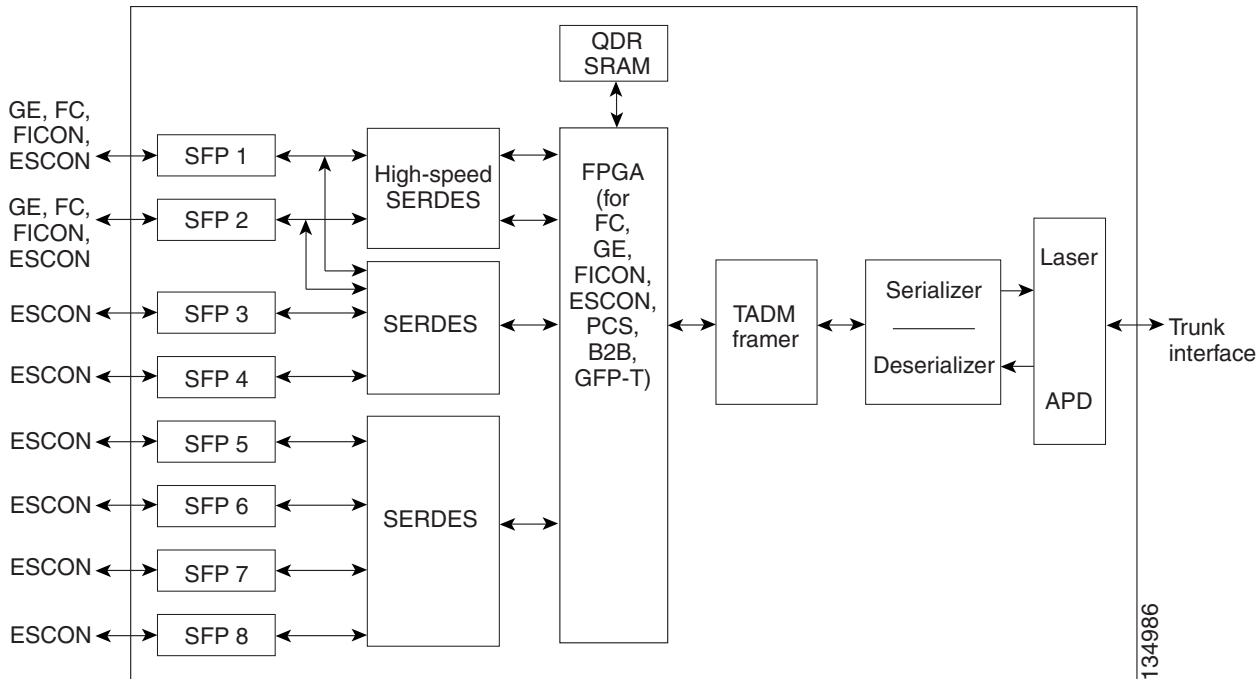 QDR
SRAM
GE, FC,
FICON,
ESCON
SFP 1
High-speed
SERDES
FPGA
(for
FC,
GE,
FICON,
ESCON,
PCS,
B2B,
GFP-T)
GE, FC,
FICON,
ESCON
SFP 2
ESCON
SFP 3
SERDES
ESCON
SFP 4
TADM
framer
Serializer
Deserializer
Laser
APD
Trunk
interface
ESCON
SFP 5
ESCON
SFP 6
SERDES
ESCON
SFP 7
ESCON
SFP 8
134986